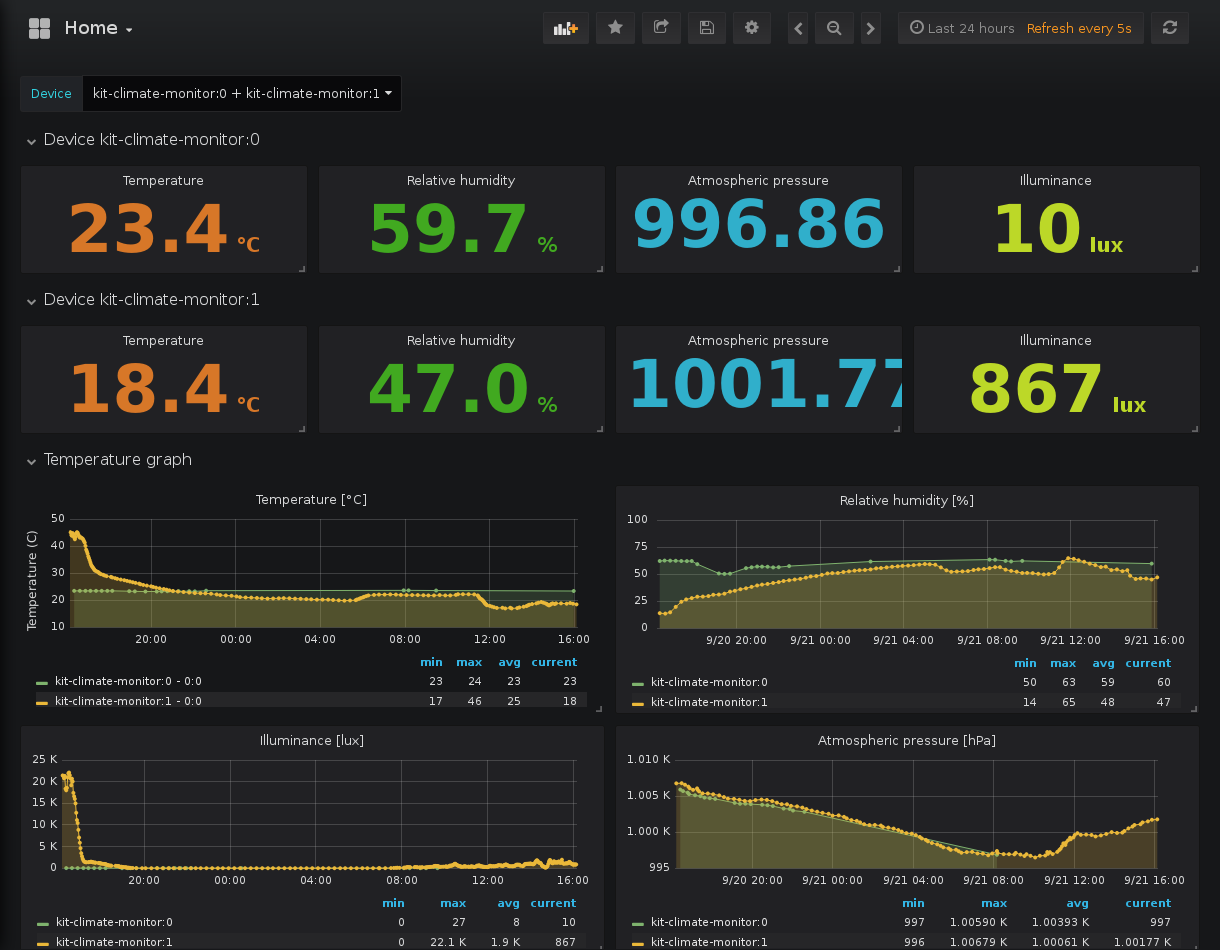 Home
Last 24 hours Refresh every 5s
Device kit-climate-monitor:0 + kit-climate-monitor:1
Device kit-climate-monitor:0
Temperature Relative humidity Atmospheric pressure Illuminance
23.4 °C 59.7 % 996.86 10 lux
Device kit-climate-monitor:1
Temperature Relative humidity Atmospheric pressure Illuminance
18.4 °C 47.0 % 1001.77 867 lux
Temperature graph
Temperature [°C]
Temperature (C)
50
40
30
20
10
20:00 00:00 04:00 08:00 12:00 16:00
min max avg current
kit-climate-monitor:0 - 0:0 23 24 23 23
kit-climate-monitor:1 - 0:0 17 46 25 18
Relative humidity [%]
100
75
50
25
0
9/20 20:00 9/21 00:00 9/21 04:00 9/21 08:00 9/21 12:00 9/21 16:00
min max avg current
kit-climate-monitor:0 50 63 59 60
kit-climate-monitor:1 14 65 48 47
Illuminance [lux]
25 K
20 K
15 K
10 K
5 K
0
20:00 00:00 04:00 08:00 12:00 16:00
min max avg current
kit-climate-monitor:0 0 27 8 10
kit-climate-monitor:1 0 22.1 K 1.9 K 867
Atmospheric pressure [hPa]
1.010 K
1.005 K
1.000 K
995
9/20 20:00 9/21 00:00 9/21 04:00 9/21 08:00 9/21 12:00 9/21 16:00
min max avg current
kit-climate-monitor:0 997 1.00590 K 1.00393 K 997
kit-climate-monitor:1 996 1.00679 K 1.00061 K 1.00177 K